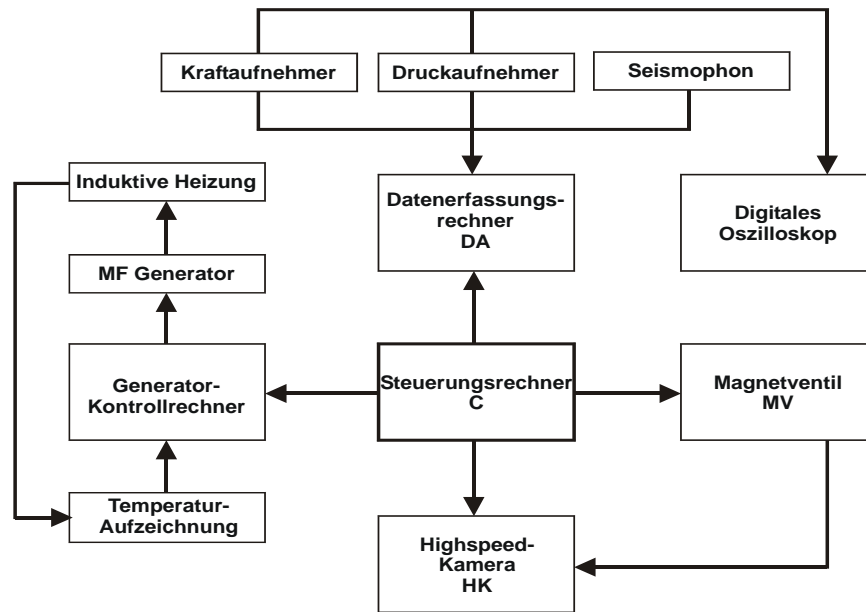 Kraftaufnehmer
Druckaufnehmer
Seismophon
Induktive Heizung
Datenerfassungs-
rechner
DA
Digitales
Oszilloskop
MF Generator
Generator-
Kontrollrechner
Steuerungsrechner
C
Magnetventil
MV
Temperatur-
Aufzeichnung
Highspeed-
Kamera
HK